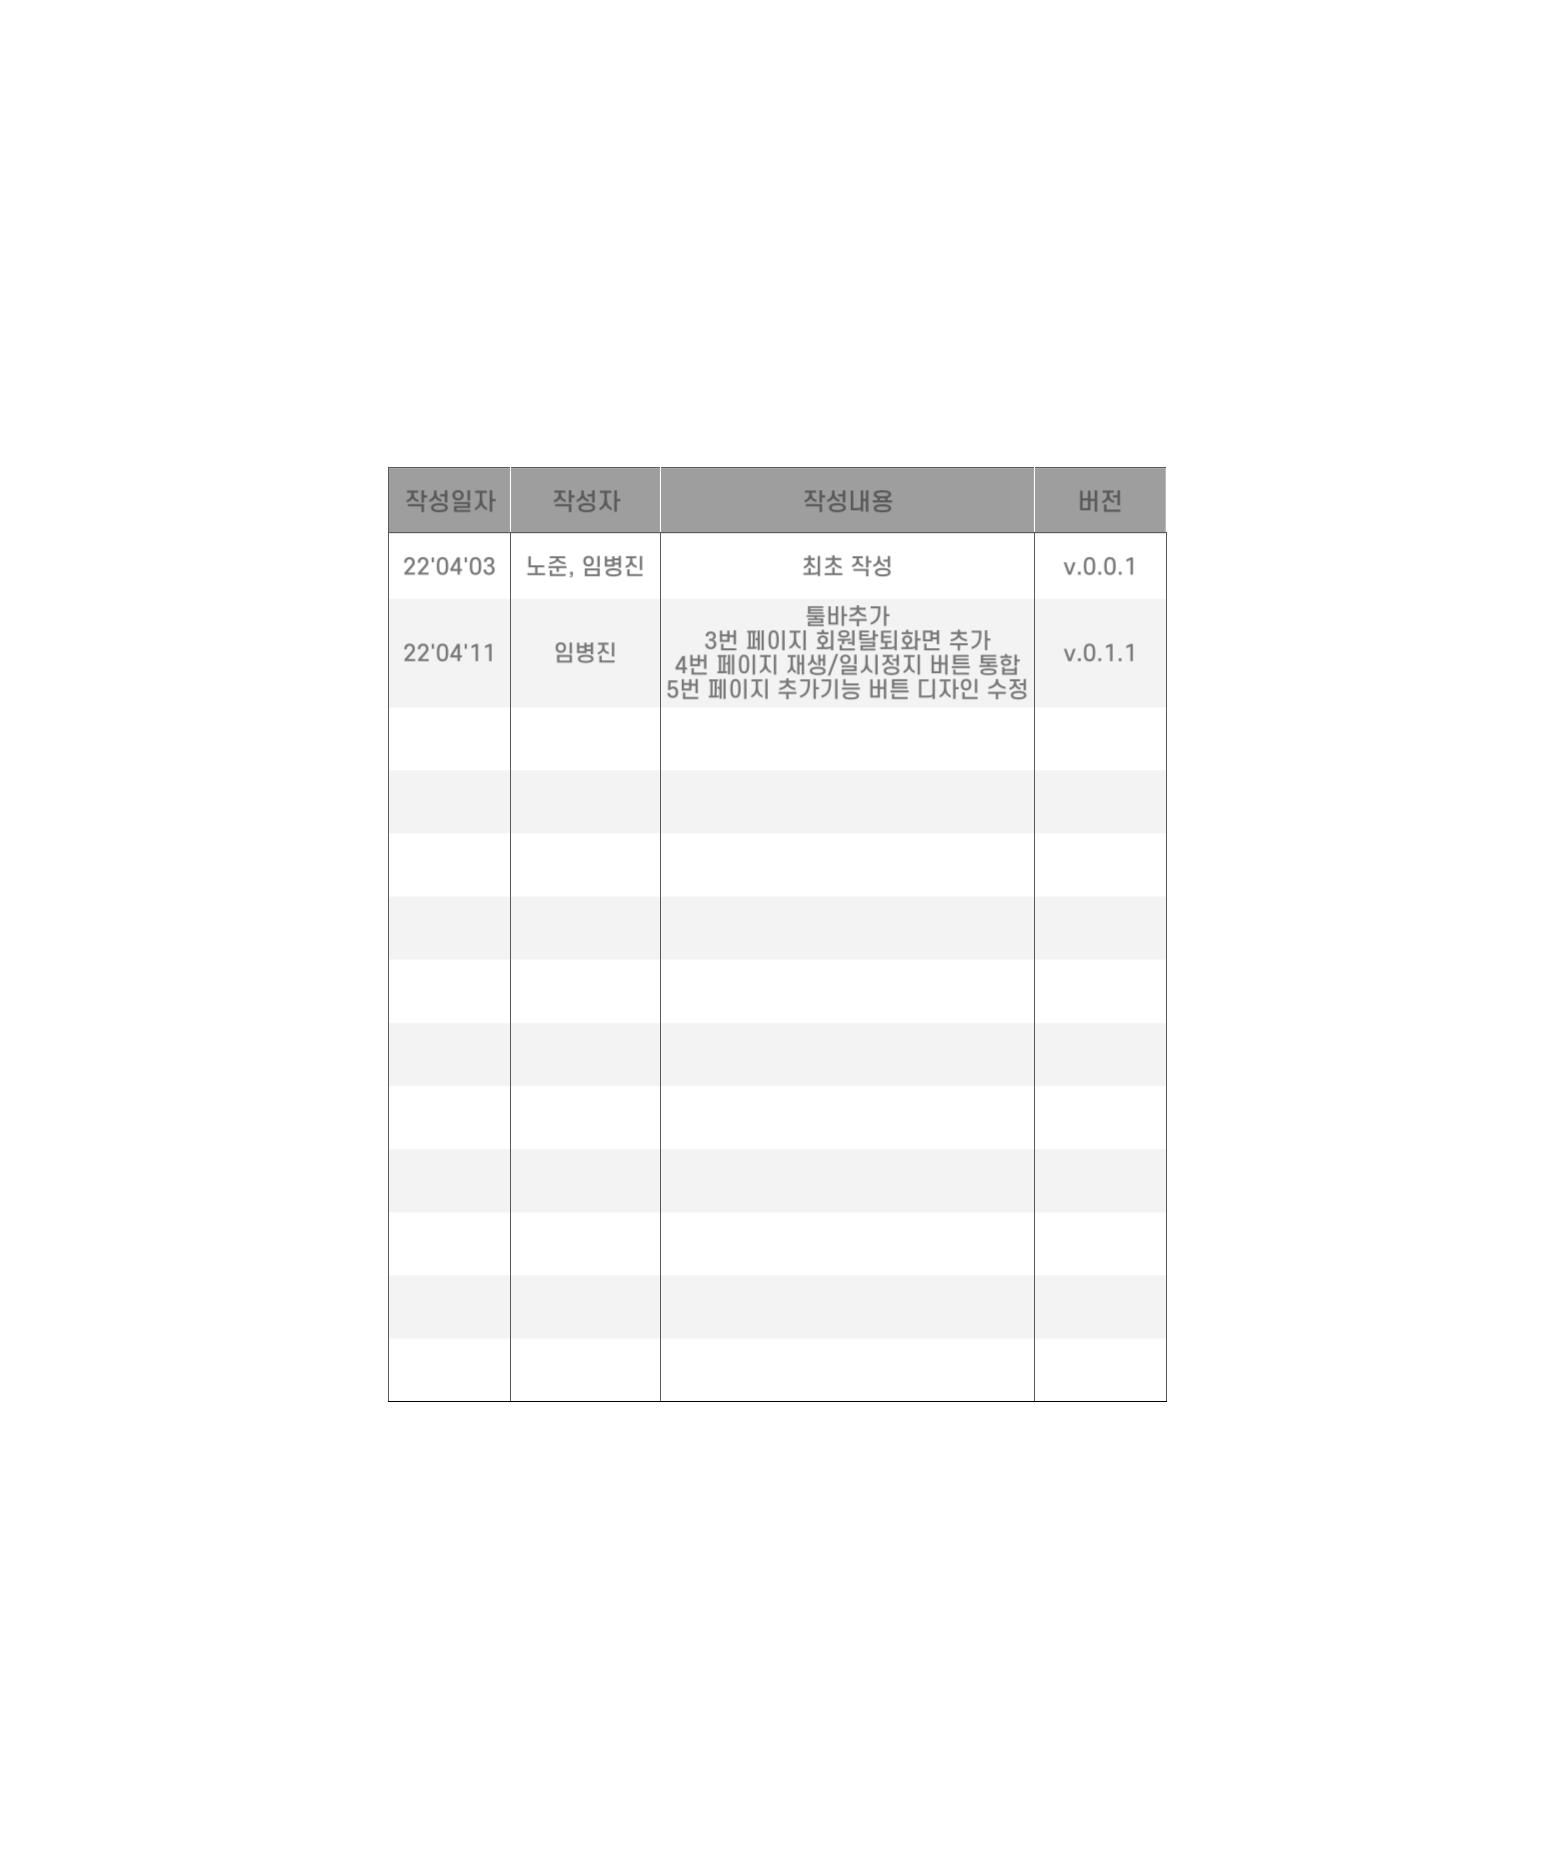 작성일자 작성자 작성내용 버전
22'04'03 노준, 임병진 최초 작성 v.0.0.1
툴바추가
3번 페이지 회원탈퇴화면 추가
22'04'11 임병진 v.0.1.1
4번 페이지 재생/일시정지 버튼 통합
5번 페이지 추가기능 버튼 디자인 수정